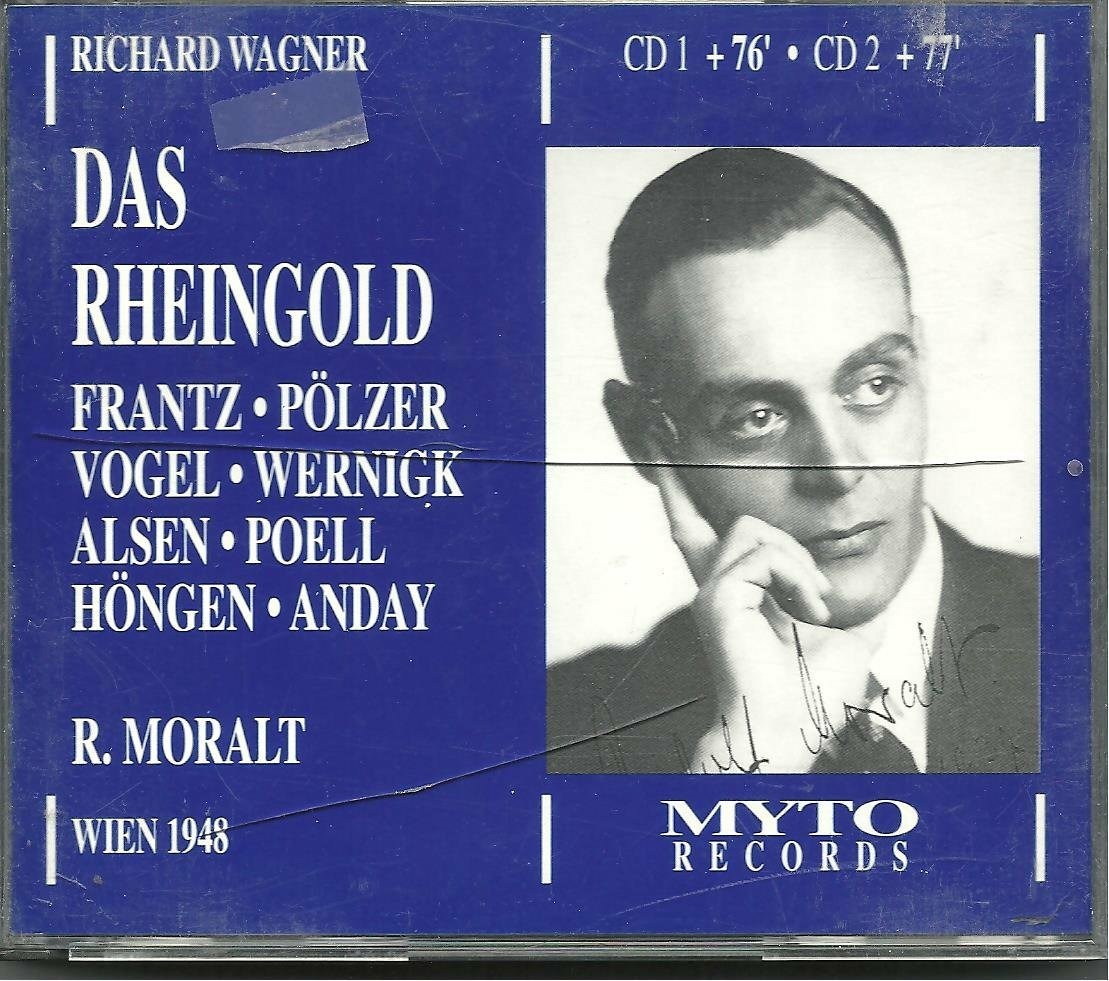 RICHARD WAGNER
CD 1 + 76' • CD 2 + 77'
DAS
RHEINGOLD
FRANTZ • PÖLZER
VOGEL • WERNIGK
ALSEN • POELL
HÖNGEN • ANDAY
R. MORALT
WIEN 1948
Moralt
MYTO
RECORDS